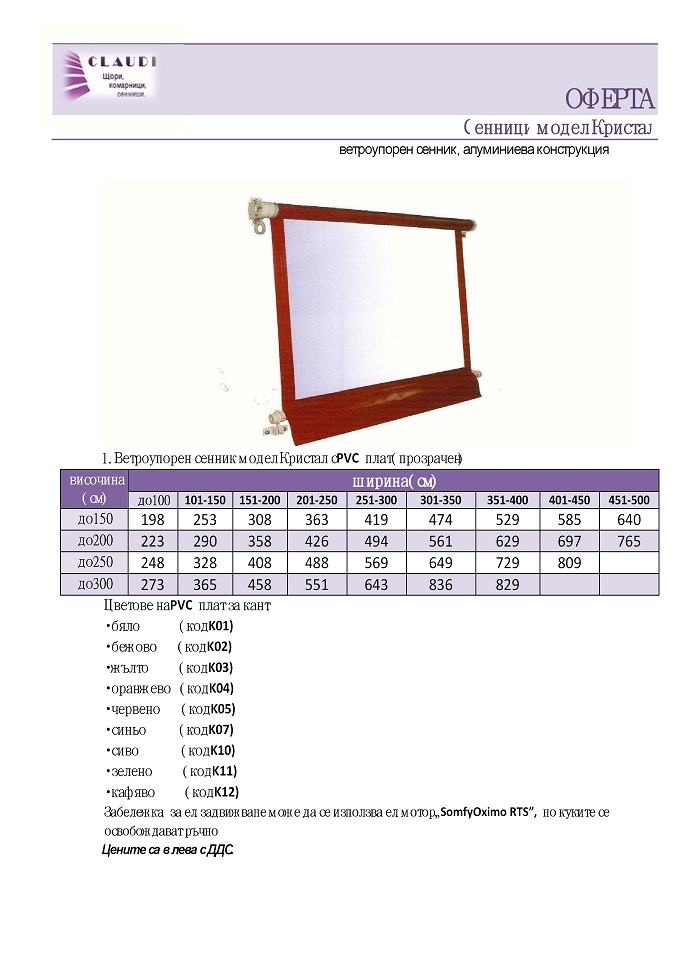 CLAUDI
Щори,
комарници,
сенници.
ОФЕРТА
Сенници модел Кристал
ветроупорен сенник, алуминиева конструкция
1. Ветроупорен сенник модел Кристал с PVC плат( прозрачен)
височина ( см) ширина( см)
до100 101-150 151-200 201-250 251-300 301-350 351-400 401-450 451-500
до150 198 253 308 363 419 474 529 585 640
до200 223 290 358 426 494 561 629 697 765
до250 248 328 408 488 569 649 729 809
до300 273 365 458 551 643 836 829
Цветове на PVC плат за кант
•бяло ( код K01)
•бежово ( код K02)
•жълто ( код K03)
•оранжево ( код K04)
•червено ( код K05)
•синьо ( код K07)
•сиво ( код K10)
•зелено ( код K11)
•кафяво ( код K12)
Забележка за ел задвижване може да се използва ел мотор „SomfyOximo RTS”, но куките се
освобождават ръчно
Цените са в лева с ДДС.